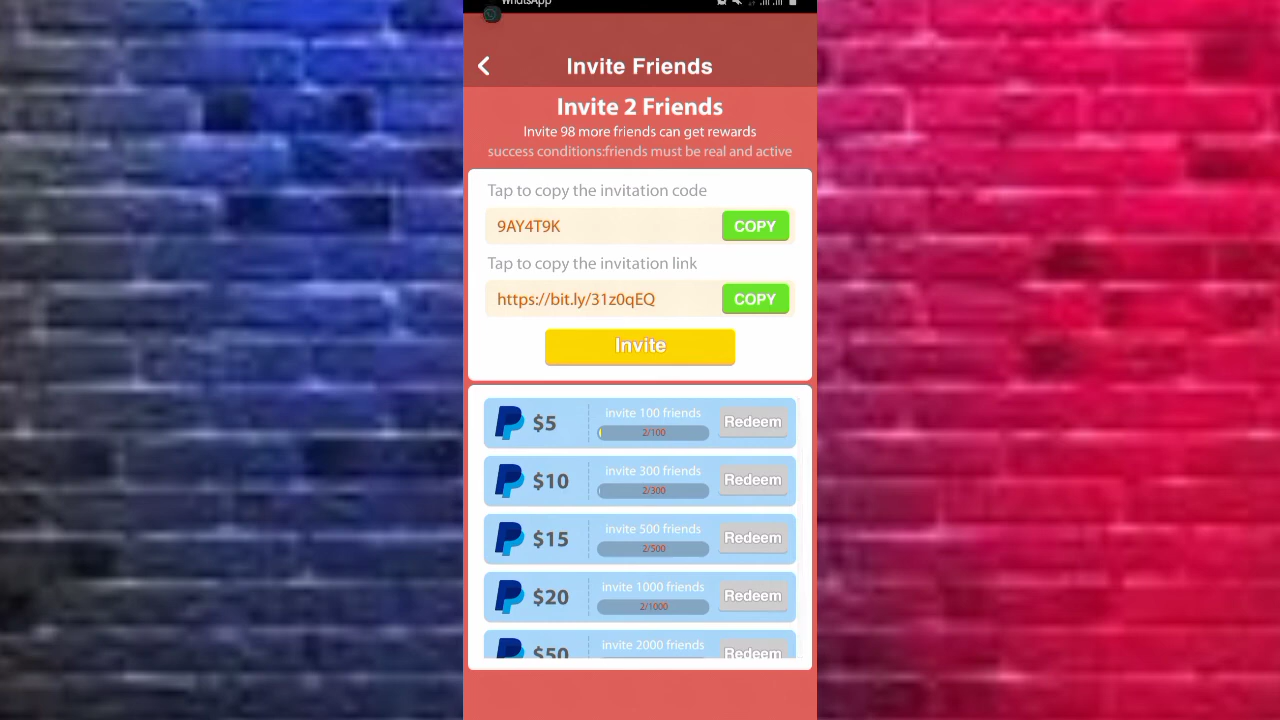 WhatsApp
Invite Friends
Invite 2 Friends
Invite 98 more friends can get rewards
success conditions:friends must be real and active
Tap to copy the invitation code
9AY4T9K
COPY
Tap to copy the invitation link
https://bit.ly/31z0qEQ
COPY
Invite
$5
invite 100 friends
2/100
Redeem
$10
invite 300 friends
2/300
Redeem
$15
invite 500 friends
2/500
Redeem
$20
invite 1000 friends
2/1000
Redeem
$50
invite 2000 friends
Redeem